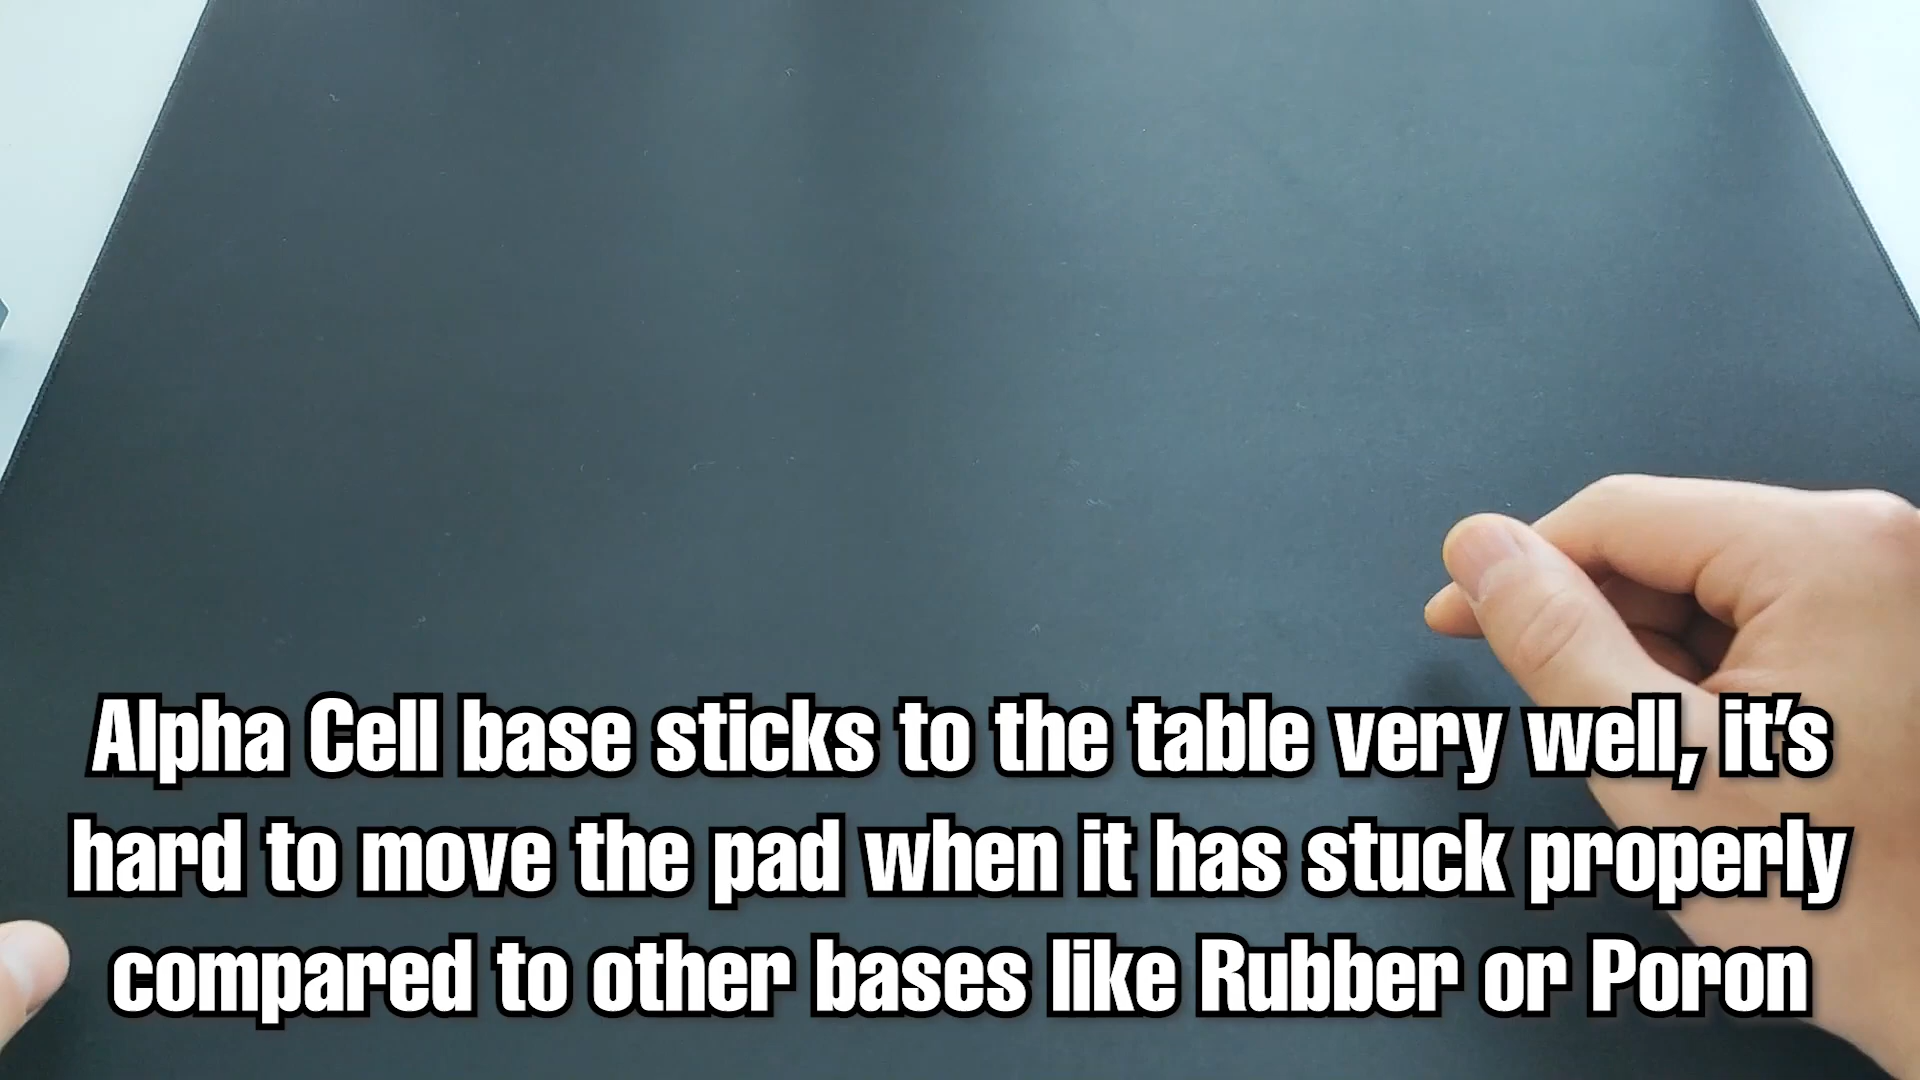 Alpha Cell base sticks to the table very well, it’s
hard to move the pad when it has stuck properly
compared to other bases like Rubber or Poron